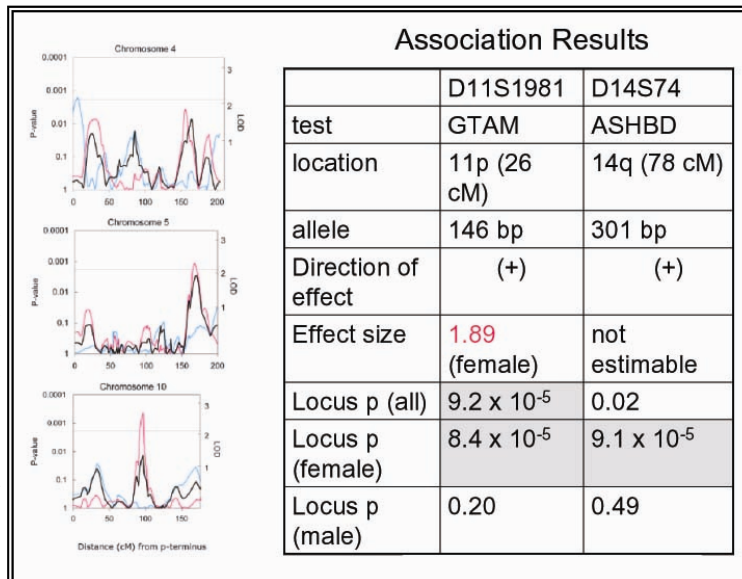 Association Results
Chromosome 4
0.0001
0.001
0.01
0.1
1
P-value
3
2
1
LOD
0
50
100
150
200
Chromosome 5
0.0001
0.001
0.01
0.1
1
P-value
3
2
1
LOD
0
50
100
150
200
Chromosome 10
0.0001
0.001
0.01
0.1
1
P-value
3
2
1
0
LOD
0
50
100
150
Distance (cM) from p-terminus
D11S1981 D14S74
test GTAM ASHBD
location 11p (26 14q (78 cM)
cM)
allele 146 bp 301 bp
Direction of (+) (+)
effect
Effect size 1.89 not
(female) estimable
Locus p (all) 9.2 x 10-5 0.02
Locus p 8.4 x 10-5 9.1 x 10-5
(female)
Locus p 0.20 0.49
(male)